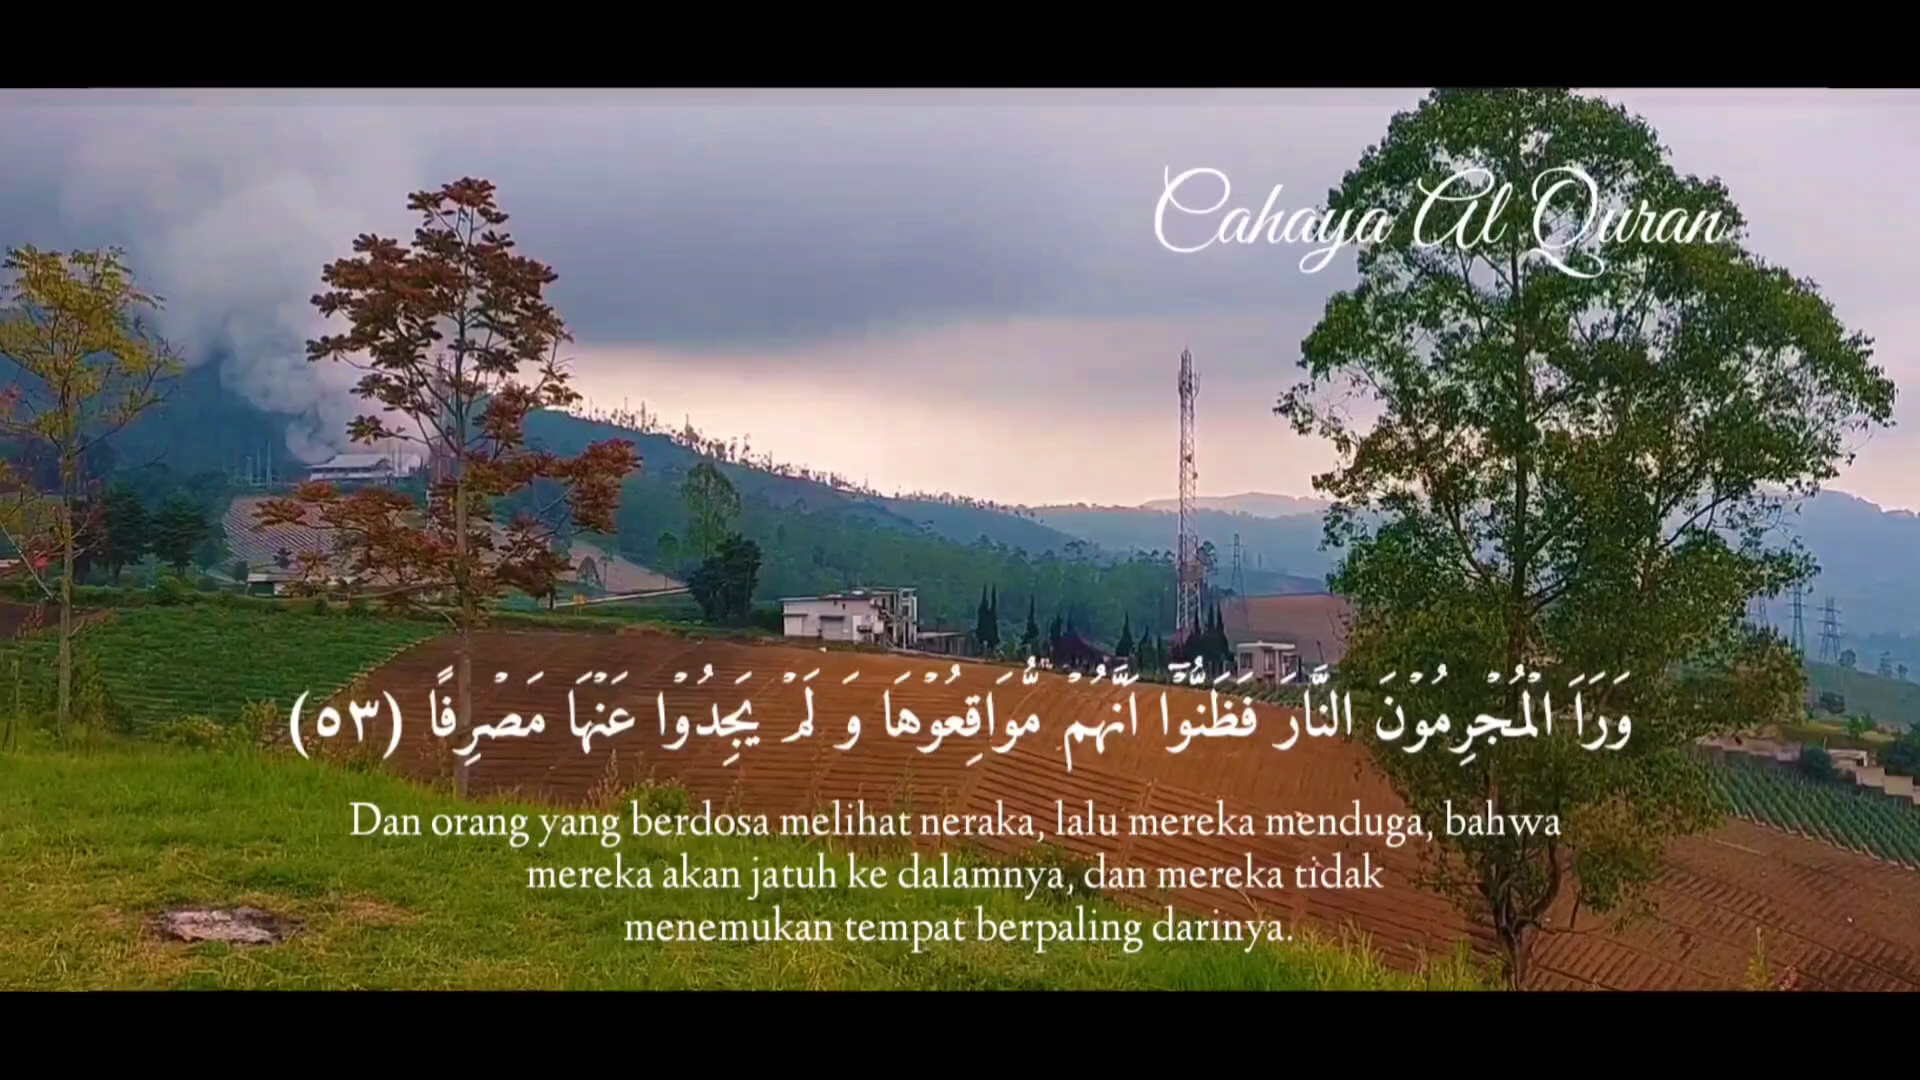 Cahaya Al Quran
وَرَاَ الْمُجْرِمُوْنَ النَّارَ فَظَنُّوْٓا اَنَّهُمْ مُّوَاقِعُوْهَا وَ لَمْ يَجِدُوْا عَنْهَا مَصْرِفًا (٥٣)
Dan orang yang berdosa melihat neraka, lalu mereka menduga, bahwa
mereka akan jatuh ke dalamnya, dan mereka tidak
menemukan tempat berpaling darinya.